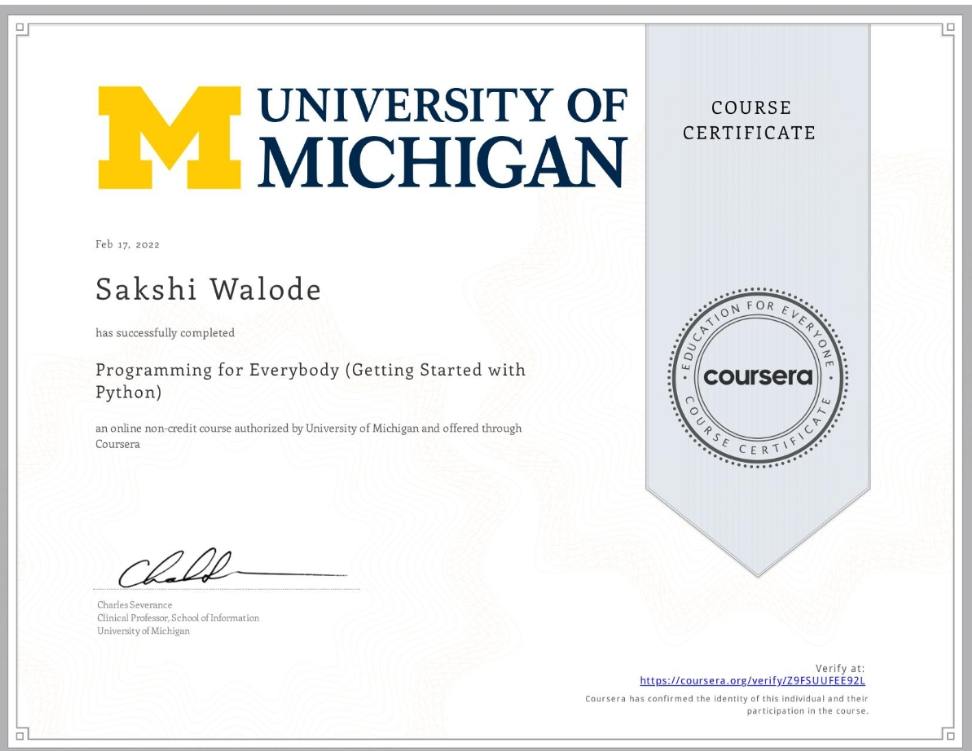 UNIVERSITY OF
MICHIGAN
COURSE
CERTIFICATE
Feb 17, 2022
Sakshi Walode
has successfully completed
Programming for Everybody (Getting Started with
Python)
an online non-credit course authorized by University of Michigan and offered through
Coursera
EDUCATION FOR EVERYONE
coursera
COURSE CERTIFICATE
Charles Severance
Clinical Professor, School of Information
University of Michigan
Verify at:
https://coursera.org/verify/Z9FSUUFEE92L
Coursera has confirmed the identity of this individual and their
participation in the course.